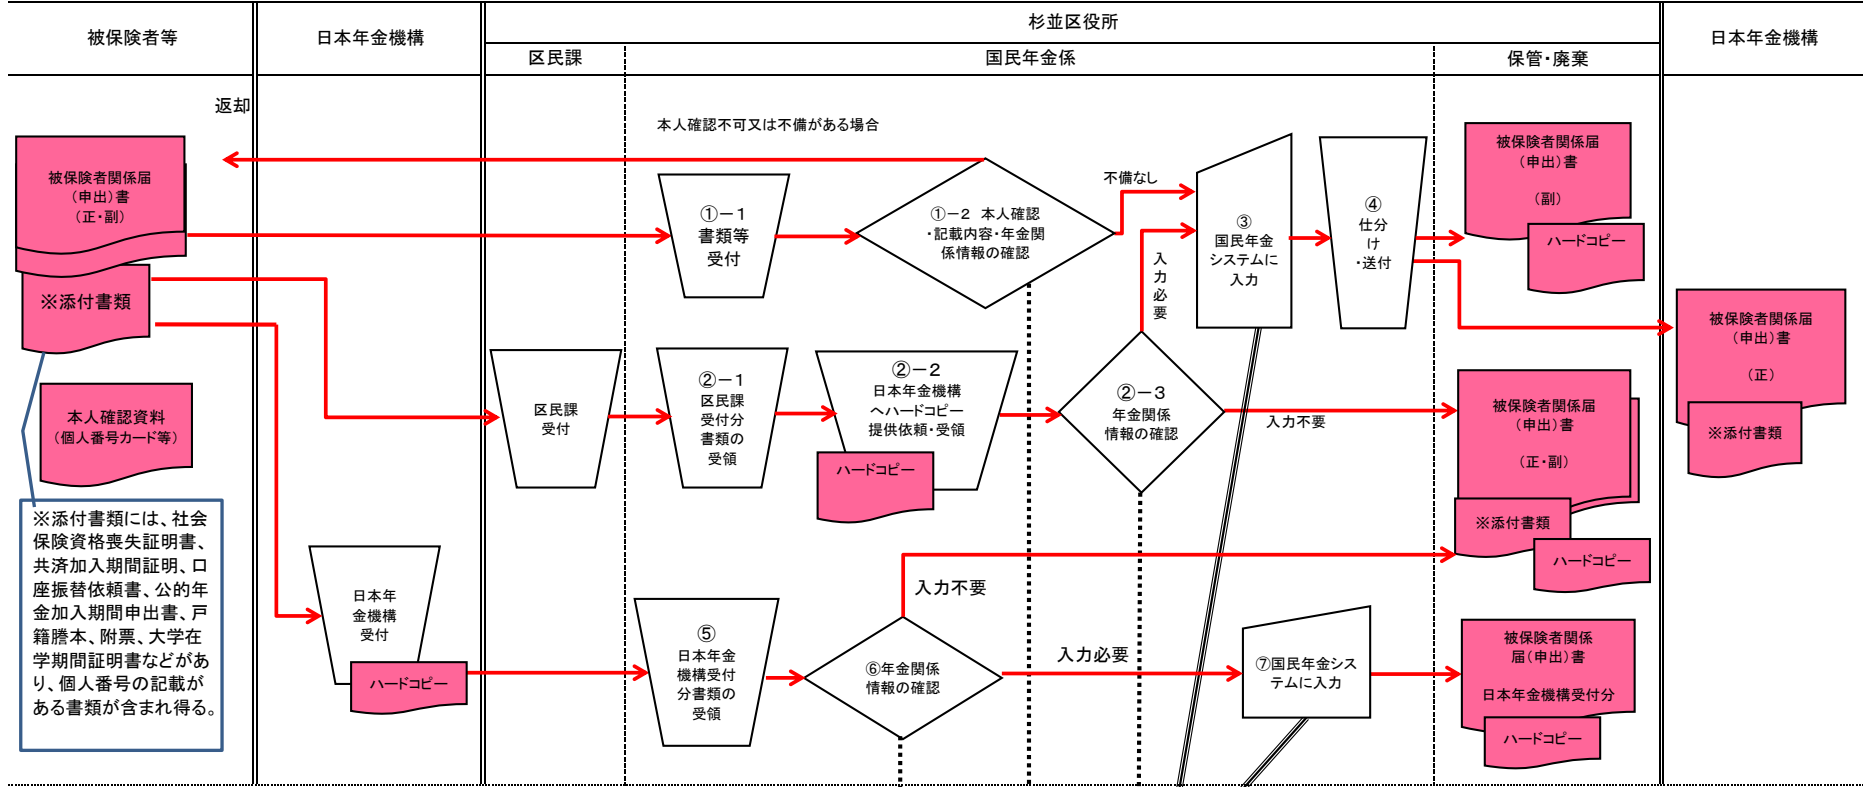 被保険者等
日本年金機構
杉並区役所
区民課
国民年金係
保管・廃棄
日本年金機構
返却
本人確認不可又は不備がある場合
被保険者関係届
（申出）書
（正・副）
※添付書類
本人確認資料
（個人番号カード等）
※添付書類には、社会
保険資格喪失証明書、
共済加入期間証明、口
座振替依頼書、公的年
金加入期間申出書、戸
籍謄本、附票、大学在
学期間証明書などがあ
り、個人番号の記載が
ある書類が含まれ得る。
①－１
書類等
受付
①－２ 本人確認
・記載内容・年金関
係情報の確認
不備なし
③
国民年金
システムに
入力
④
仕分
け
・送付
被保険者関係届
（申出）書
（副）
ハードコピー
被保険者関係届
（申出）書
（正）
※添付書類
区民課
受付
②－１
区民課
受付分
書類の
受領
②－２
日本年金機構
へハードコピー
提供依頼・受領
ハードコピー
②－３
年金関係
情報の確認
入
力
必
要
入力不要
被保険者関係届
（申出）書
（正・副）
※添付書類
ハードコピー
日本年
金機構
受付
ハードコピー
⑤
日本年金
機構受付
分書類の
受領
⑥年金関係
情報の確認
入力不要
入力必要
⑦国民年金シス
テムに入力
被保険者関係
届（申出）書
日本年金機構受付分
ハードコピー